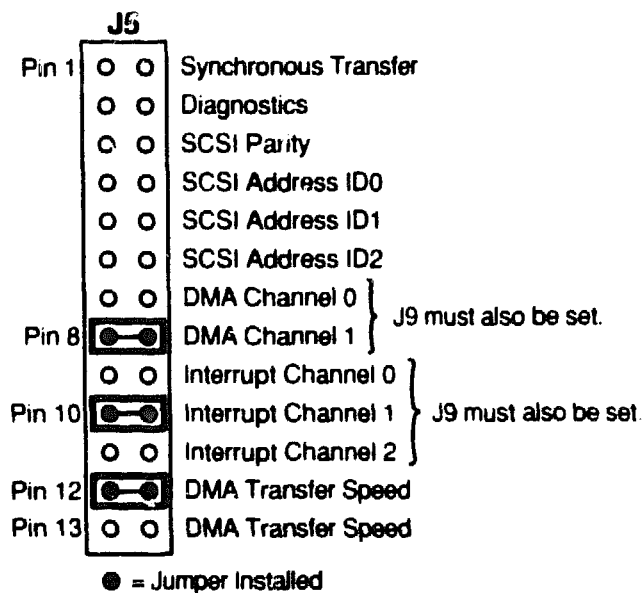 J5
Pin 1 Synchronous Transfer
Diagnostics
SCSI Parity
SCSI Address ID0
SCSI Address ID1
SCSI Address ID2
DMA Channel 0
J9 must also be set.
Pin 8 DMA Channel 1
Interrupt Channel 0
Pin 10 Interrupt Channel 1 J9 must also be set
Interrupt Channel 2
Pin 12 DMA Transfer Speed
Pin 13 DMA Transfer Speed
= Jumper Installed